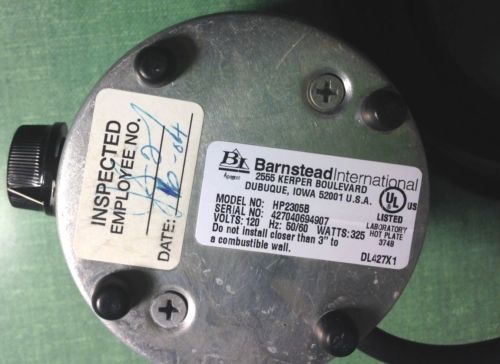 INSPECTED
EMPLOYEE NO.
DATE:
Barnstead International
2555 KERPER BOULEVARD
DUBUQUE, IOWA 52001 U.S.A.
MODEL NO: HP2305B
SERIAL NO: 427040694907
VOLTS: 120 Hz: 50/60 WATTS: 325
Do not install closer than 3" to
a combustible wall.
UL
LISTED
LABORATORY
HOT PLATE
374B
DL427X1